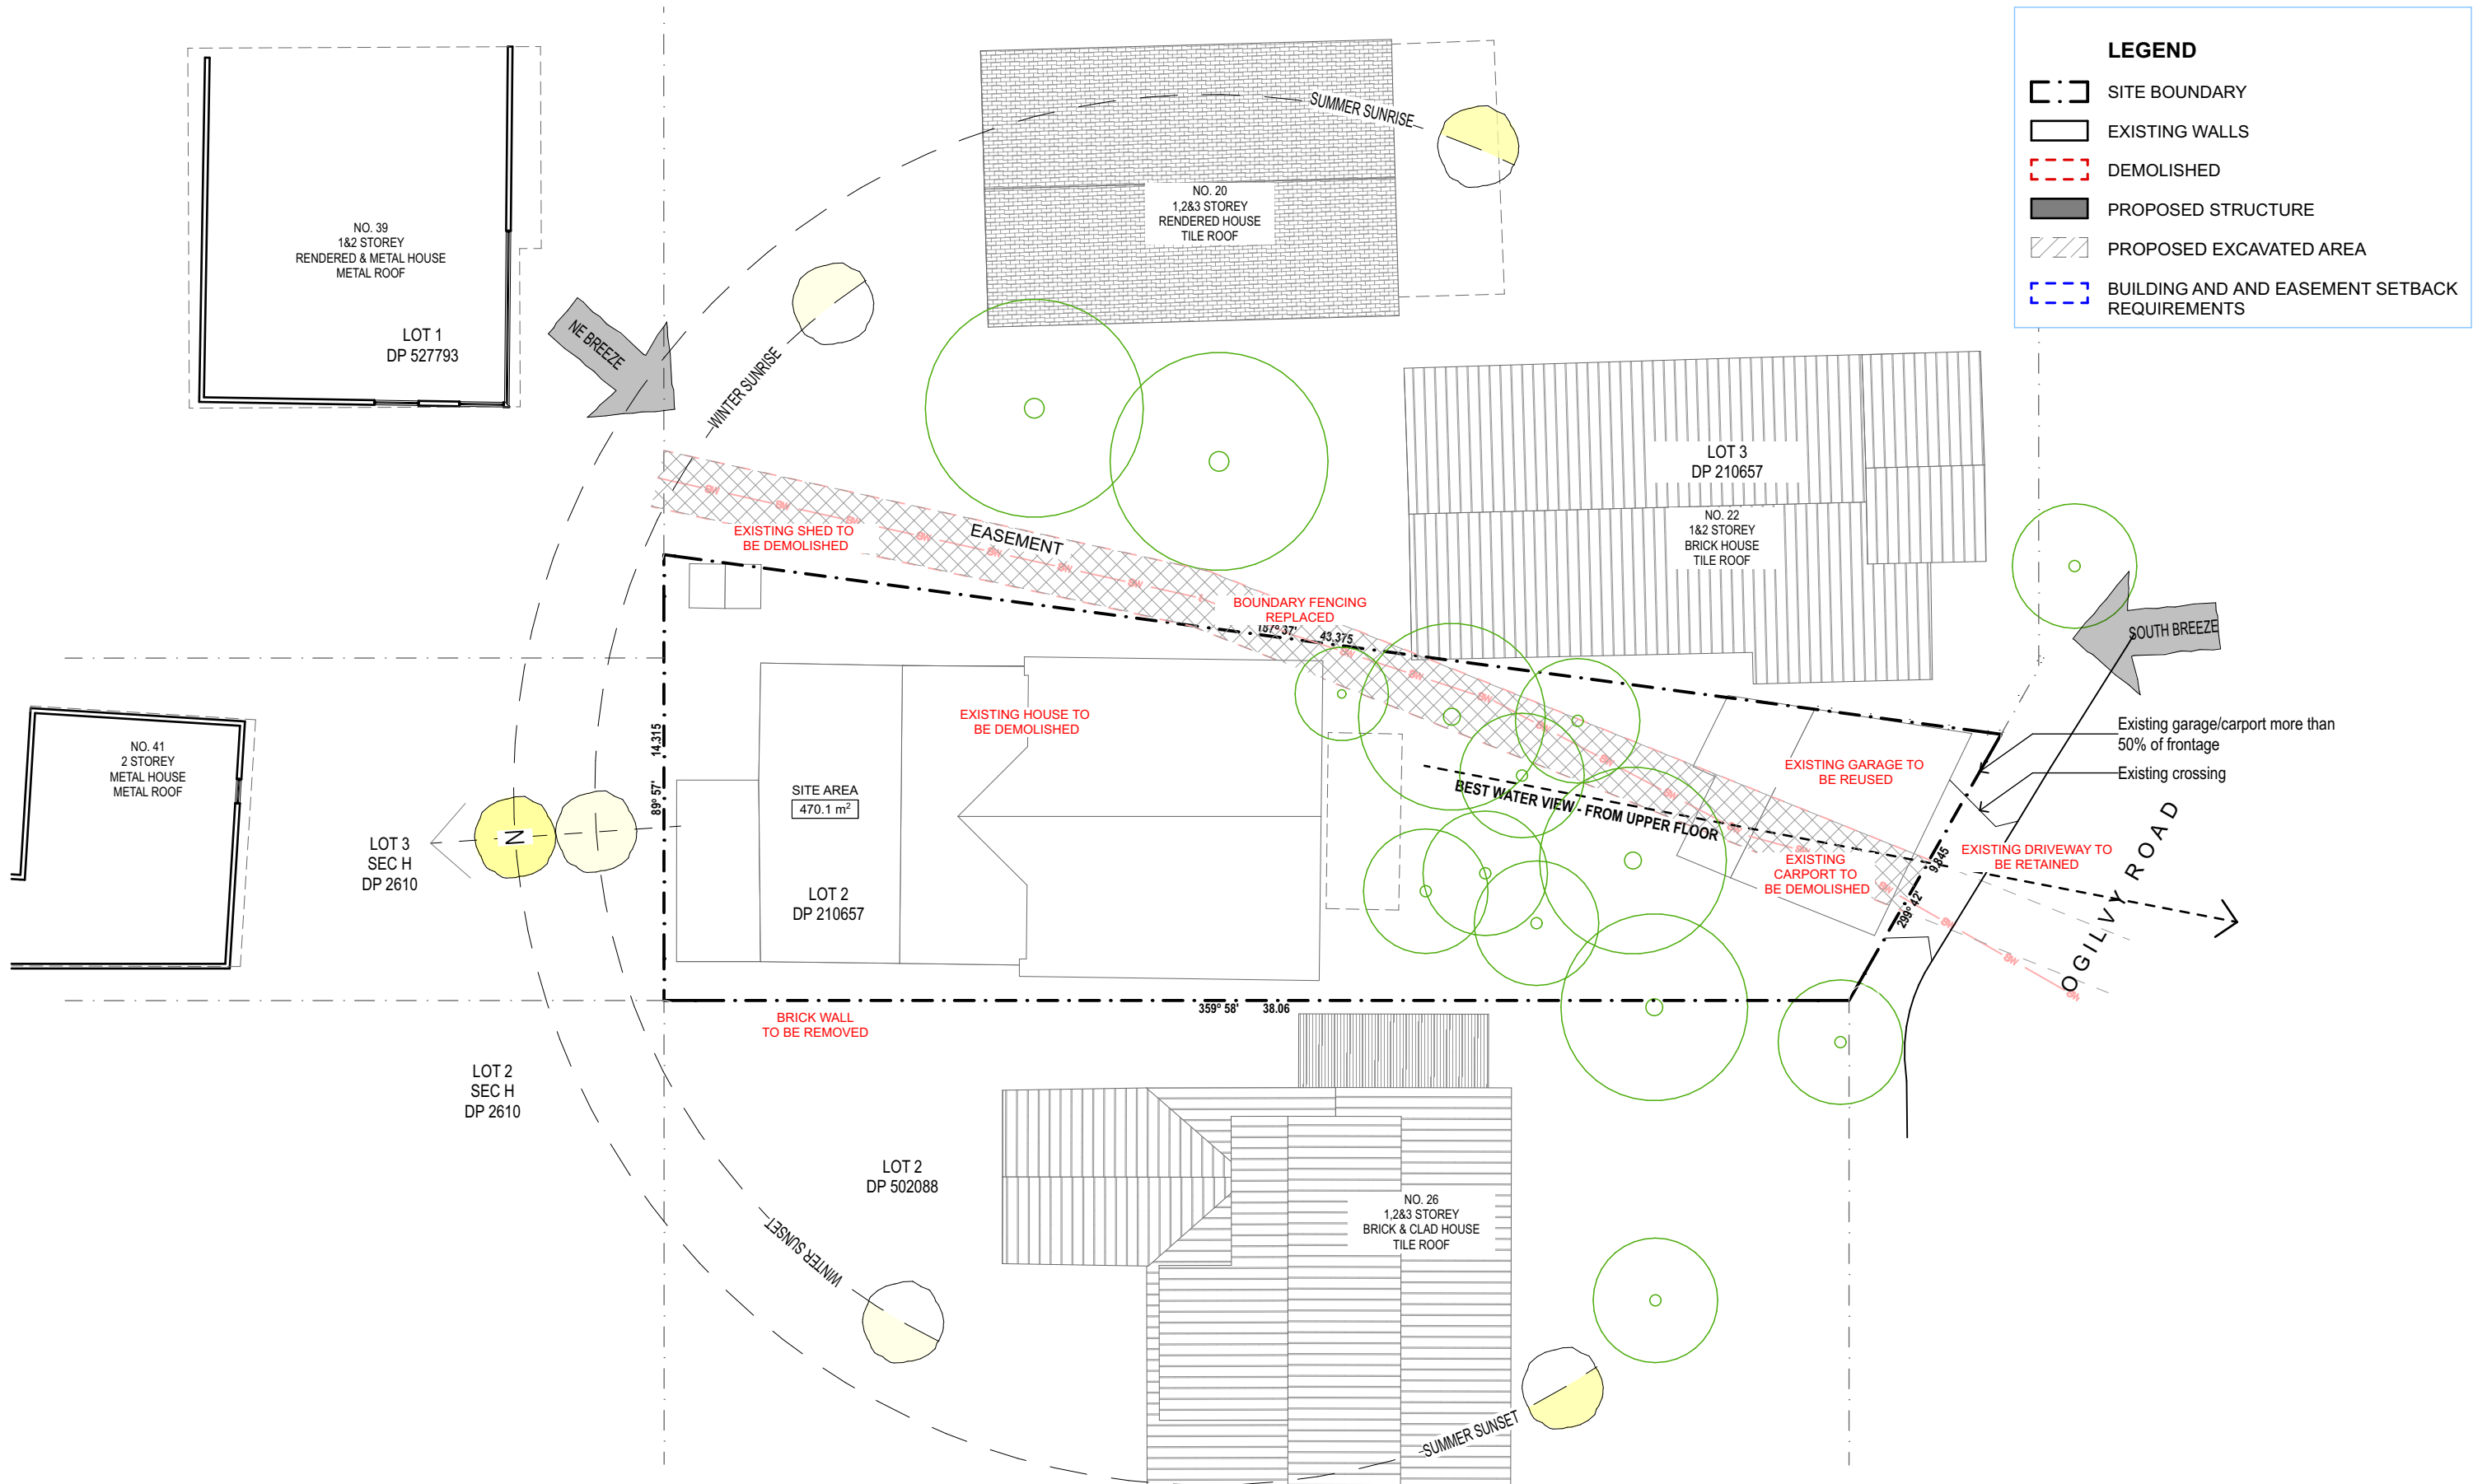 LEGEND
SITE BOUNDARY
EXISTING WALLS
DEMOLISHED
PROPOSED STRUCTURE
PROPOSED EXCAVATED AREA
BUILDING AND AND EASEMENT SETBACK
REQUIREMENTS
SUMMER SUNRISE
NO. 20
1,2&3 STOREY
RENDERED HOUSE
TILE ROOF
NO. 39
1&2 STOREY
RENDERED & METAL HOUSE
METAL ROOF
LOT 1
DP 527793
NE BREEZE
WINTER SUNRISE
LOT 3
DP 210657
NO. 22
1&2 STOREY
BRICK HOUSE
TILE ROOF
EXISTING SHED TO
BE DEMOLISHED
EASEMENT
BOUNDARY FENCING
REPLACED
187° 37' 43.375
SOUTH BREEZE
EXISTING HOUSE TO
BE DEMOLISHED
14.315
89° 57'
NO. 41
2 STOREY
METAL HOUSE
METAL ROOF
SITE AREA
470.1 m²
Existing garage/carport more than
50% of frontage
Existing crossing
EXISTING GARAGE TO
BE REUSED
BEST WATER VIEW - FROM UPPER FLOOR
N
LOT 3
SEC H
DP 2610
LOT 2
DP 210657
EXISTING
CARPORT TO
BE DEMOLISHED
EXISTING DRIVEWAY TO
BE RETAINED
9.845
299° 42'
OGILVY ROAD
359° 58' 38.06
BRICK WALL
TO BE REMOVED
LOT 2
SEC H
DP 2610
LOT 2
DP 502088
NO. 26
1,2&3 STOREY
BRICK & CLAD HOUSE
TILE ROOF
WINTER SUNSET
SUMMER SUNSET